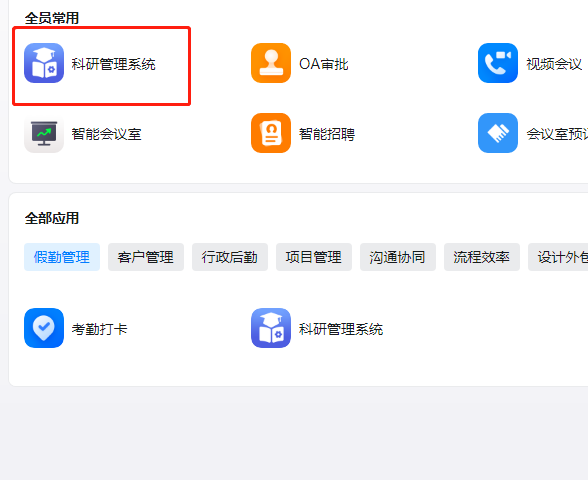 全员常用
科研管理系统 OA审批 视频会议
智能会议室 智能招聘 会议室预
全部应用
假勤管理 客户管理 行政后勤 项目管理 沟通协同 流程效率 设计外包
考勤打卡 科研管理系统